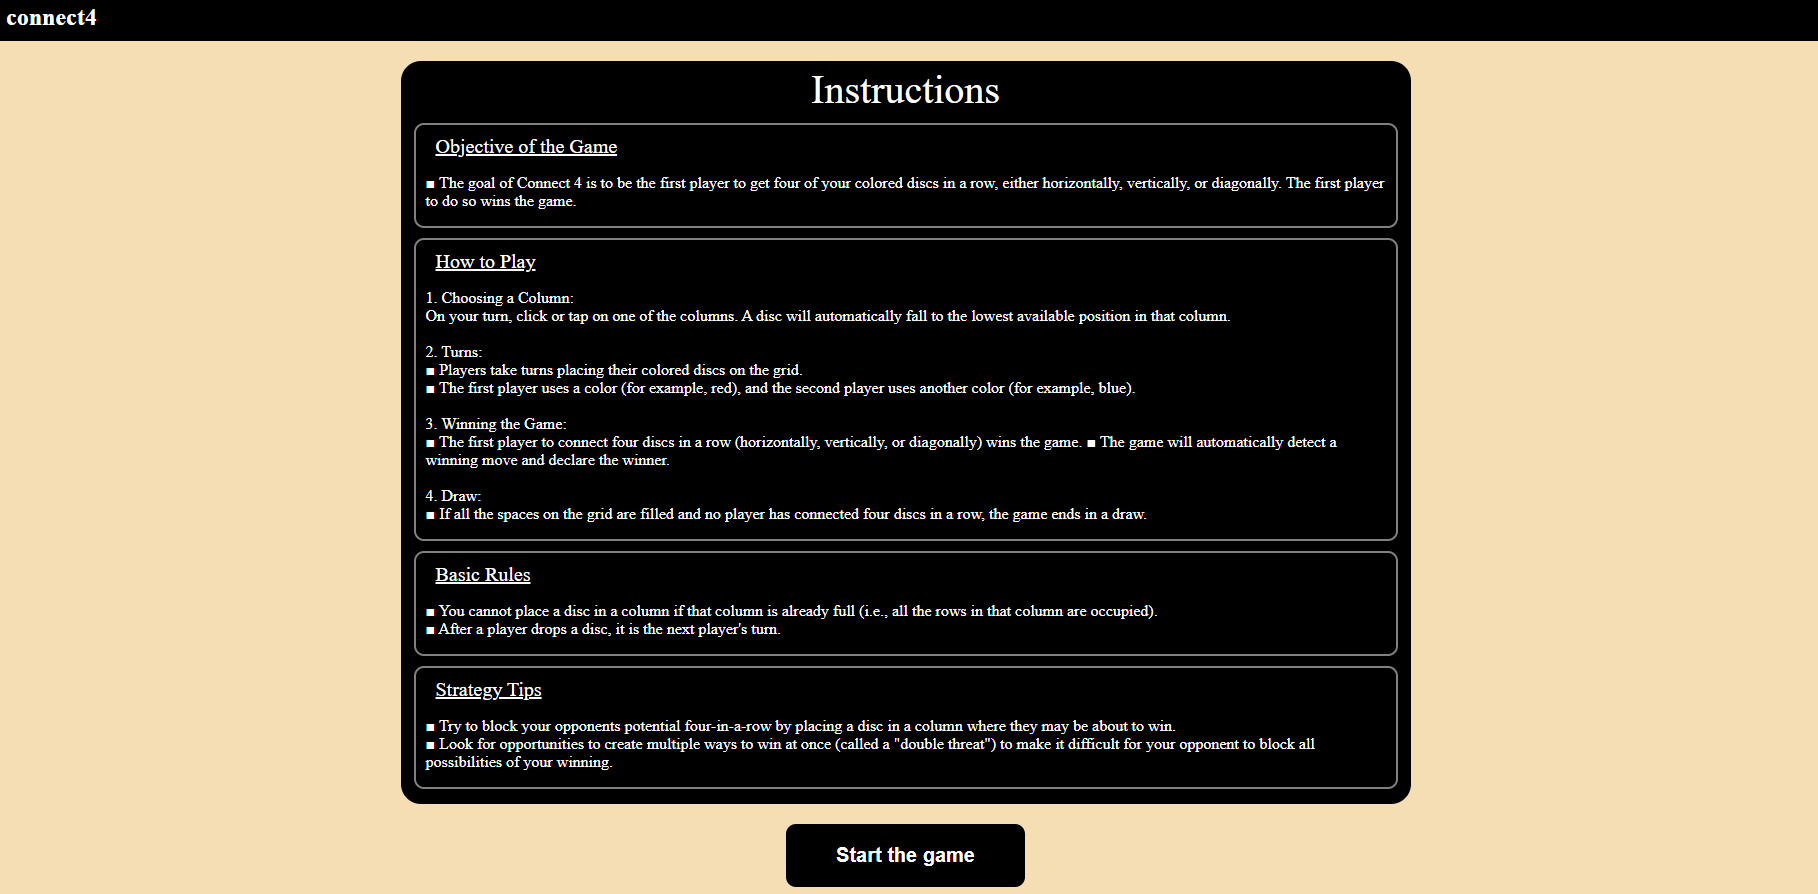 connect4
Instructions
Objective of the Game
■ The goal of Connect 4 is to be the first player to get four of your colored discs in a row, either horizontally, vertically, or diagonally. The first player
to do so wins the game.
How to Play
1. Choosing a Column:
On your turn, click or tap on one of the columns. A disc will automatically fall to the lowest available position in that column.
2. Turns:
■ Players take turns placing their colored discs on the grid.
■ The first player uses a color (for example, red), and the second player uses another color (for example, blue).
3. Winning the Game:
■ The first player to connect four discs in a row (horizontally, vertically, or diagonally) wins the game. ■ The game will automatically detect a
winning move and declare the winner.
4. Draw:
■ If all the spaces on the grid are filled and no player has connected four discs in a row, the game ends in a draw.
Basic Rules
■ You cannot place a disc in a column if that column is already full (i.e., all the rows in that column are occupied).
■ After a player drops a disc, it is the next player's turn.
Strategy Tips
■ Try to block your opponents potential four-in-a-row by placing a disc in a column where they may be about to win.
■ Look for opportunities to create multiple ways to win at once (called a "double threat") to make it difficult for your opponent to block all
possibilities of your winning.
Start the game